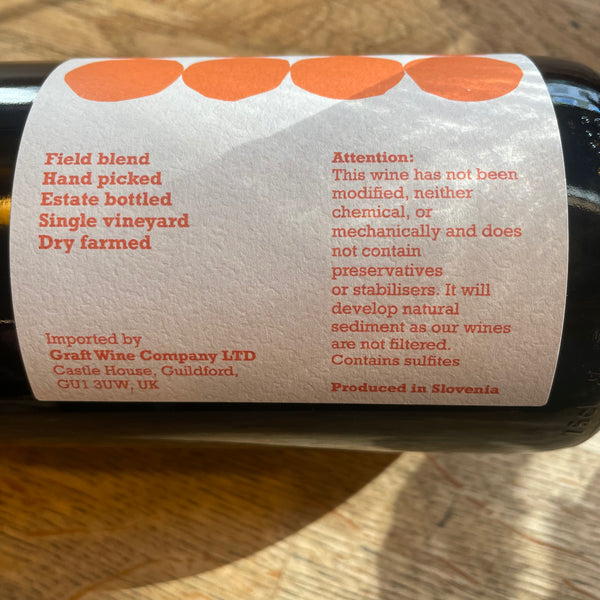 Field blend
Hand picked
Estate bottled
Single vineyard
Dry farmed
Imported by
Graft Wine Company LTD
Castle House, Guildford,
GU1 3UW, UK
Attention:
This wine has not been
modified, neither
chemical, or
mechanically and does
not contain
preservatives
or stabilisers. It will
develop natural
sediment as our wines
are not filtered.
Contains sulfites
Produced in Slovenia